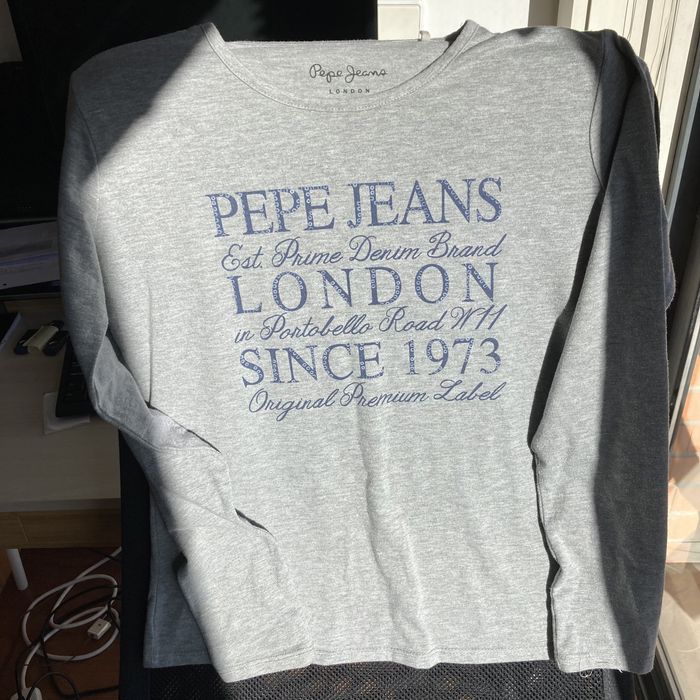 Pepe Jeans
LONDON
PEPE JEANS
Est. Prime Denim Brand
LONDON
in Portobello Road W11
SINCE 1973
Original Premium Label